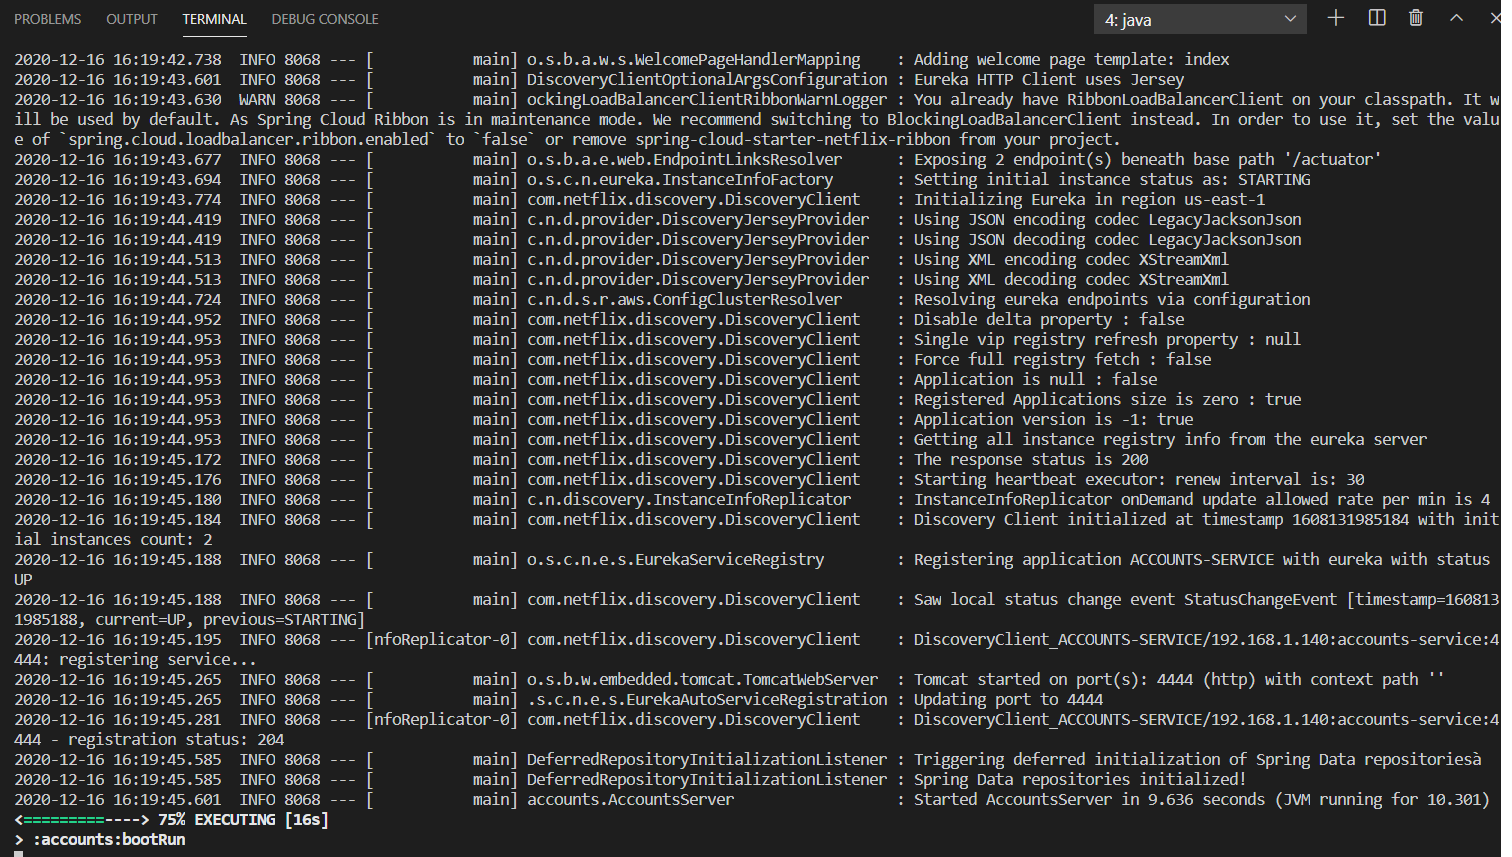 PROBLEMS OUTPUT TERMINAL DEBUG CONSOLE 4: java
2020-12-16 16:19:42.738  INFO 8068 --- [           main] o.s.b.a.w.s.WelcomePageHandlerMapping    : Adding welcome page template: index
2020-12-16 16:19:43.601  INFO 8068 --- [           main] DiscoveryClientOptionalArgsConfiguration : Eureka HTTP Client uses Jersey
2020-12-16 16:19:43.630  WARN 8068 --- [           main] ockingLoadBalancerClientRibbonWarnLogger : You already have RibbonLoadBalancerClient on your classpath. It w
ill be used by default. As Spring Cloud Ribbon is in maintenance mode. We recommend switching to BlockingLoadBalancerClient instead. In order to use it, set the valu
e of `spring.cloud.loadbalancer.ribbon.enabled` to `false` or remove spring-cloud-starter-netflix-ribbon from your project.
2020-12-16 16:19:43.677  INFO 8068 --- [           main] o.s.b.a.e.web.EndpointLinksResolver      : Exposing 2 endpoint(s) beneath base path '/actuator'
2020-12-16 16:19:43.694  INFO 8068 --- [           main] o.s.c.n.eureka.InstanceInfoFactory       : Setting initial instance status as: STARTING
2020-12-16 16:19:43.774  INFO 8068 --- [           main] com.netflix.discovery.DiscoveryClient    : Initializing Eureka in region us-east-1
2020-12-16 16:19:44.419  INFO 8068 --- [           main] c.n.d.provider.DiscoveryJerseyProvider   : Using JSON encoding codec LegacyJacksonJson
2020-12-16 16:19:44.419  INFO 8068 --- [           main] c.n.d.provider.DiscoveryJerseyProvider   : Using JSON decoding codec LegacyJacksonJson
2020-12-16 16:19:44.513  INFO 8068 --- [           main] c.n.d.provider.DiscoveryJerseyProvider   : Using XML encoding codec XStreamXml
2020-12-16 16:19:44.513  INFO 8068 --- [           main] c.n.d.provider.DiscoveryJerseyProvider   : Using XML decoding codec XStreamXml
2020-12-16 16:19:44.724  INFO 8068 --- [           main] c.n.d.s.r.aws.ConfigClusterResolver      : Resolving eureka endpoints via configuration
2020-12-16 16:19:44.952  INFO 8068 --- [           main] com.netflix.discovery.DiscoveryClient    : Disable delta property : false
2020-12-16 16:19:44.953  INFO 8068 --- [           main] com.netflix.discovery.DiscoveryClient    : Single vip registry refresh property : null
2020-12-16 16:19:44.953  INFO 8068 --- [           main] com.netflix.discovery.DiscoveryClient    : Force full registry fetch : false
2020-12-16 16:19:44.953  INFO 8068 --- [           main] com.netflix.discovery.DiscoveryClient    : Application is null : false
2020-12-16 16:19:44.953  INFO 8068 --- [           main] com.netflix.discovery.DiscoveryClient    : Registered Applications size is zero : true
2020-12-16 16:19:44.953  INFO 8068 --- [           main] com.netflix.discovery.DiscoveryClient    : Application version is -1: true
2020-12-16 16:19:44.953  INFO 8068 --- [           main] com.netflix.discovery.DiscoveryClient    : Getting all instance registry info from the eureka server
2020-12-16 16:19:45.172  INFO 8068 --- [           main] com.netflix.discovery.DiscoveryClient    : The response status is 200
2020-12-16 16:19:45.176  INFO 8068 --- [           main] com.netflix.discovery.DiscoveryClient    : Starting heartbeat executor: renew interval is: 30
2020-12-16 16:19:45.180  INFO 8068 --- [           main] c.n.discovery.InstanceInfoReplicator     : InstanceInfoReplicator onDemand update allowed rate per min is 4
2020-12-16 16:19:45.184  INFO 8068 --- [           main] com.netflix.discovery.DiscoveryClient    : Discovery Client initialized at timestamp 1608131985184 with init
ial instances count: 2
2020-12-16 16:19:45.188  INFO 8068 --- [           main] o.s.c.n.e.s.EurekaServiceRegistry        : Registering application ACCOUNTS-SERVICE with eureka with status
UP
2020-12-16 16:19:45.188  INFO 8068 --- [           main] com.netflix.discovery.DiscoveryClient    : Saw local status change event StatusChangeEvent [timestamp=160813
1985188, current=UP, previous=STARTING]
2020-12-16 16:19:45.195  INFO 8068 --- [nfoReplicator-0] com.netflix.discovery.DiscoveryClient    : DiscoveryClient_ACCOUNTS-SERVICE/192.168.1.140:accounts-service:4
444: registering service...
2020-12-16 16:19:45.265  INFO 8068 --- [           main] o.s.b.w.embedded.tomcat.TomcatWebServer  : Tomcat started on port(s): 4444 (http) with context path ''
2020-12-16 16:19:45.265  INFO 8068 --- [           main] .s.c.n.e.s.EurekaAutoServiceRegistration : Updating port to 4444
2020-12-16 16:19:45.281  INFO 8068 --- [nfoReplicator-0] com.netflix.discovery.DiscoveryClient    : DiscoveryClient_ACCOUNTS-SERVICE/192.168.1.140:accounts-service:4
444 - registration status: 204
2020-12-16 16:19:45.585  INFO 8068 --- [           main] DeferredRepositoryInitializationListener : Triggering deferred initialization of Spring Data repositoriesà
2020-12-16 16:19:45.585  INFO 8068 --- [           main] DeferredRepositoryInitializationListener : Spring Data repositories initialized!
2020-12-16 16:19:45.601  INFO 8068 --- [           main] accounts.AccountsServer                  : Started AccountsServer in 9.636 seconds (JVM running for 10.301)
<=========----> 75% EXECUTING [16s]
> :accounts:bootRun